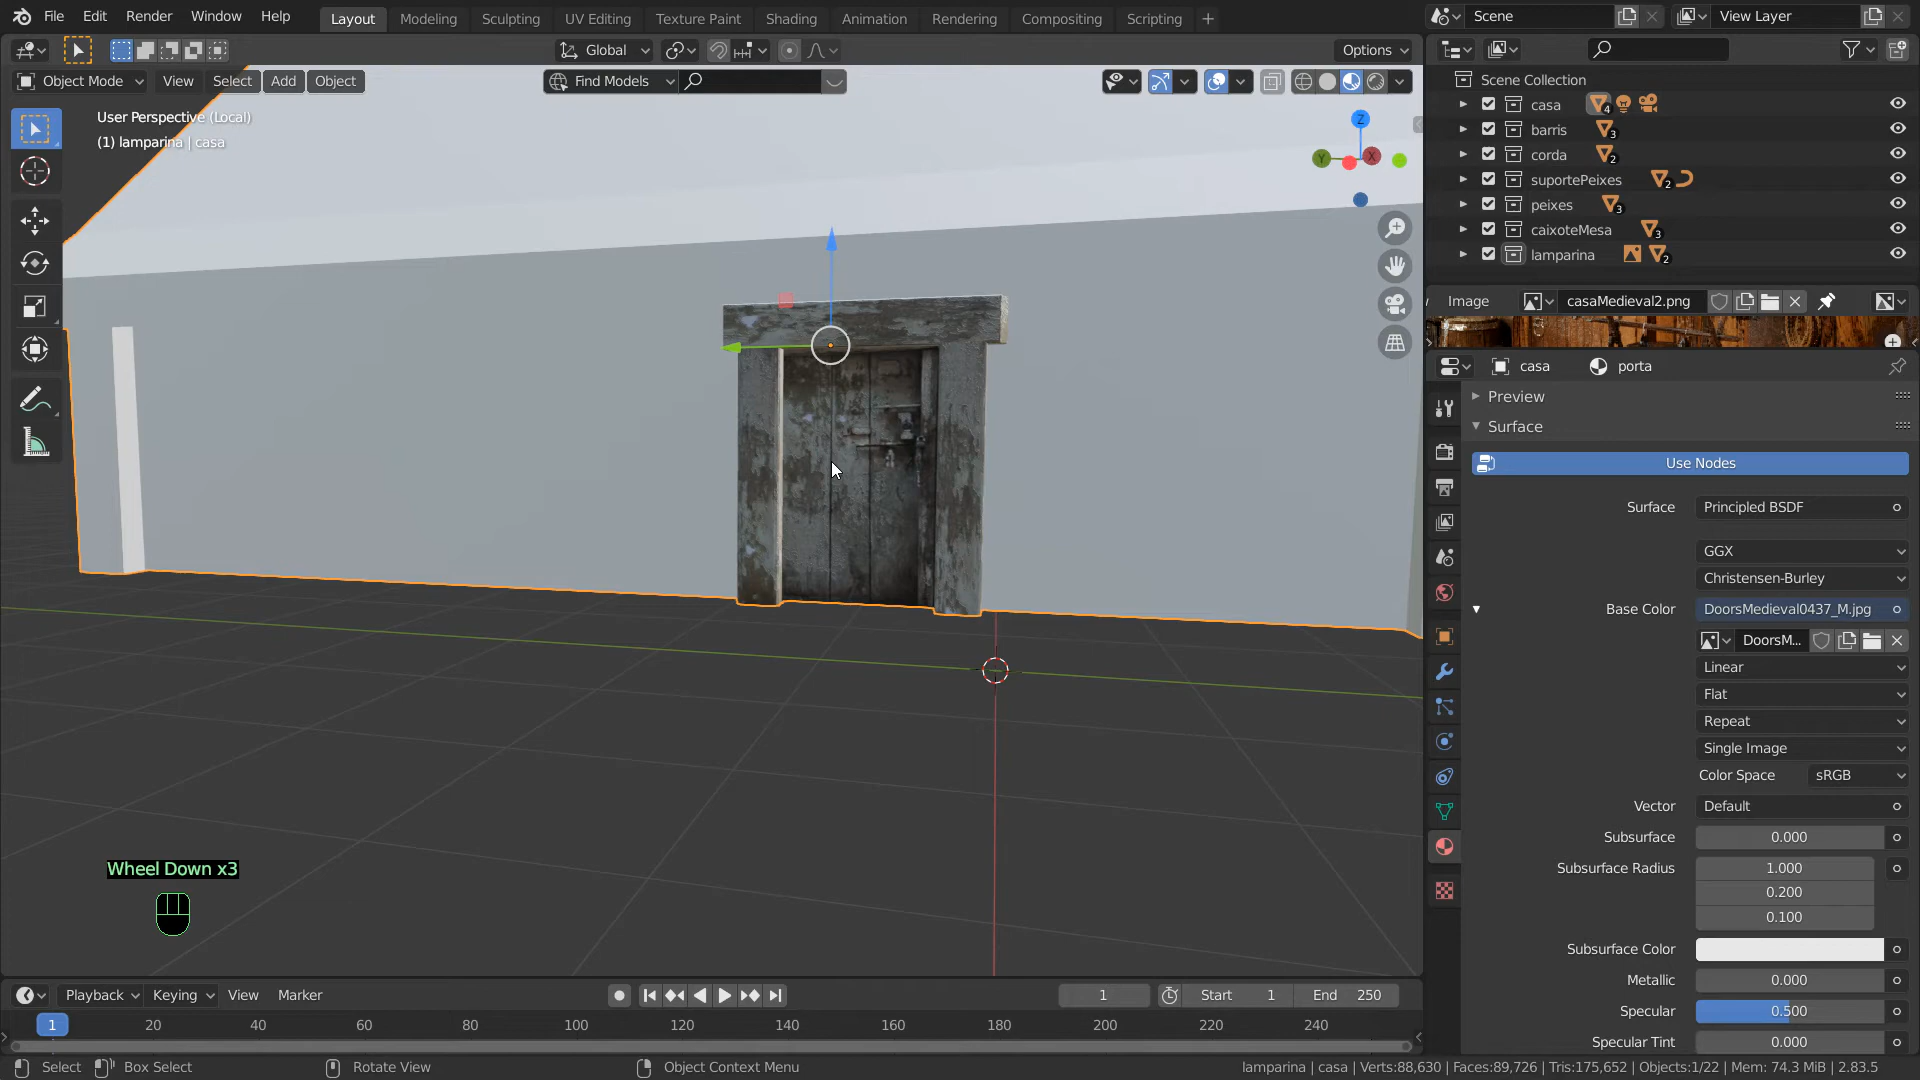 File Edit Render Window Help
Layout Modeling Sculpting UV Editing Texture Paint Shading Animation Rendering Compositing Scripting +
Scene
View Layer
Global
Options
Object Mode View Select Add Object
Find Models
User Perspective (Local)
(1) lamparina | casa
Z
Y
X
Scene Collection
casa 4
barris 3
corda 2
suportePeixes 2
peixes 3
caixoteMesa 3
lamparina 2
Image
casaMedieval2.png
casa
porta
Preview
Surface
Use Nodes
Surface Principled BSDF
GGX
Christensen-Burley
Base Color DoorsMedieval0437_M.jpg
DoorsM...
Linear
Flat
Repeat
Single Image
Color Space sRGB
Vector Default
Subsurface 0.000
Subsurface Radius 1.000
0.200
0.100
Subsurface Color
Metallic 0.000
Specular 0.500
Specular Tint 0.000
Wheel Down x3
Playback Keying View Marker
1
Start 1
End 250
1 20 40 60 80 100 120 140 160 180 200 220 240
Select
Box Select
Rotate View
Object Context Menu
lamparina | casa | Verts:88,630 | Faces:89,726 | Tris:175,652 | Objects:1/22 | Mem: 74.3 MiB | 2.83.5